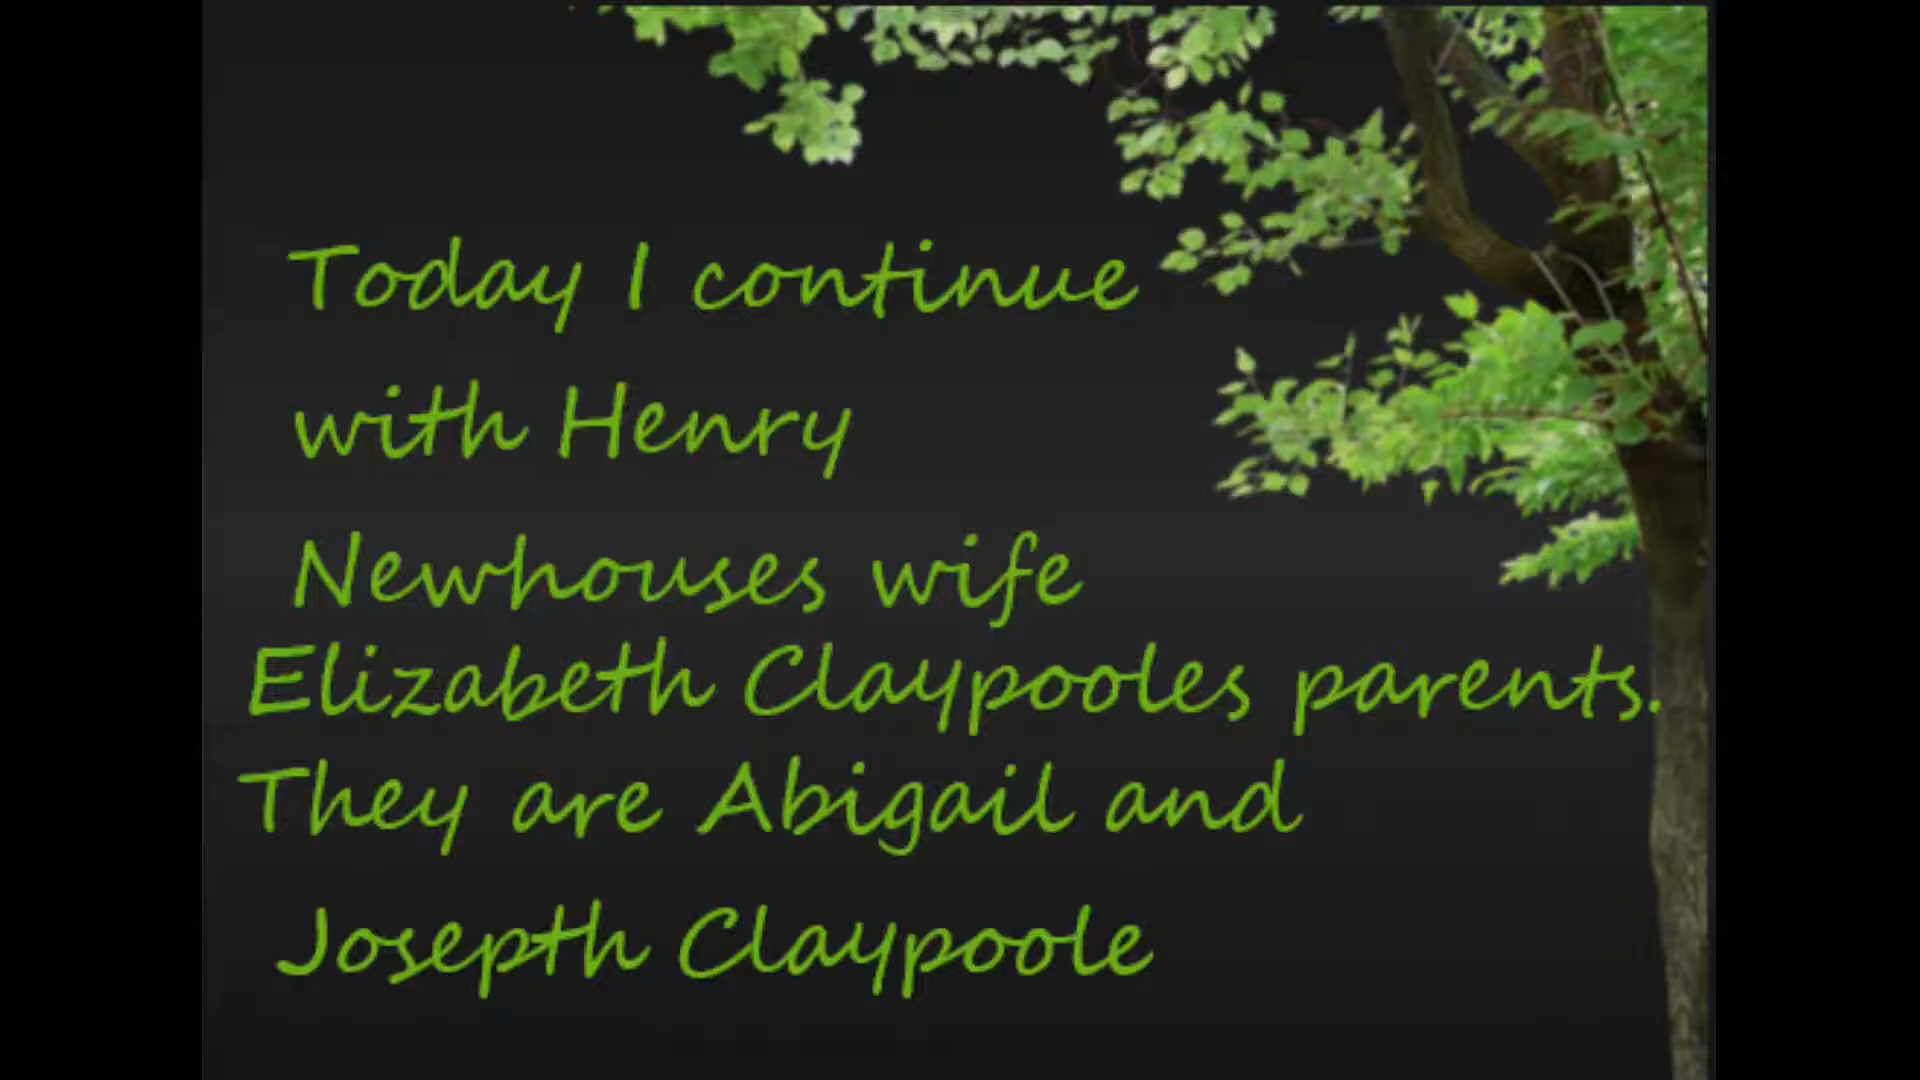 Today I continue
with Henry
Newhouses wife
Elizabeth Claypooles parents.
They are Abigail and
Josepth Claypoole